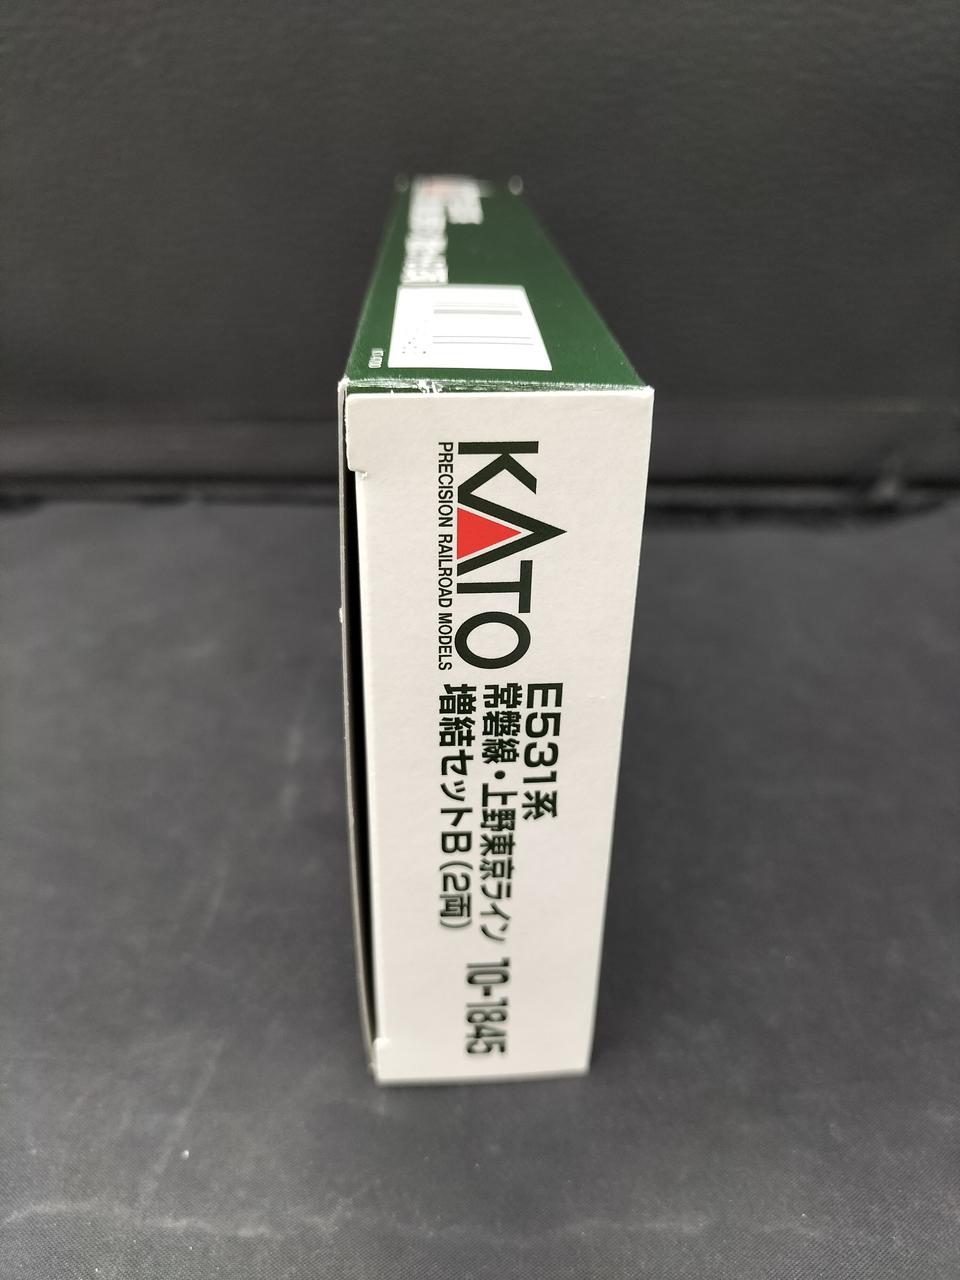 KATO
PRECISION RAILROAD MODELS
E531系
常磐線・上野東京ライン
増結セットB（2両）
10-1845